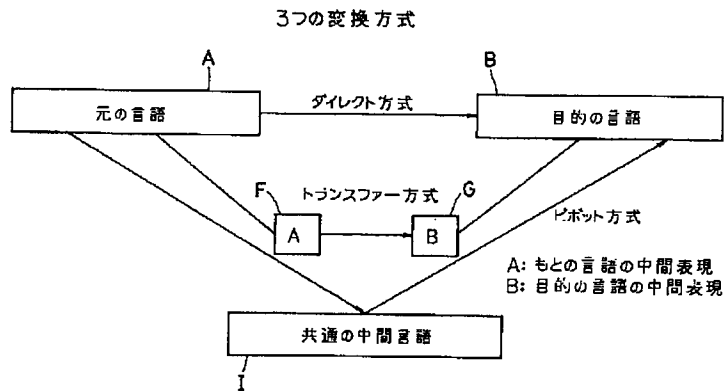 3つの変換方式
A
B
元の言語
ダイレクト方式
目的の言語
F
トランスファー方式
G
A
B
ピボット方式
A: もとの言語の中間表現
B: 目的の言語の中間表現
共通の中間言語
I